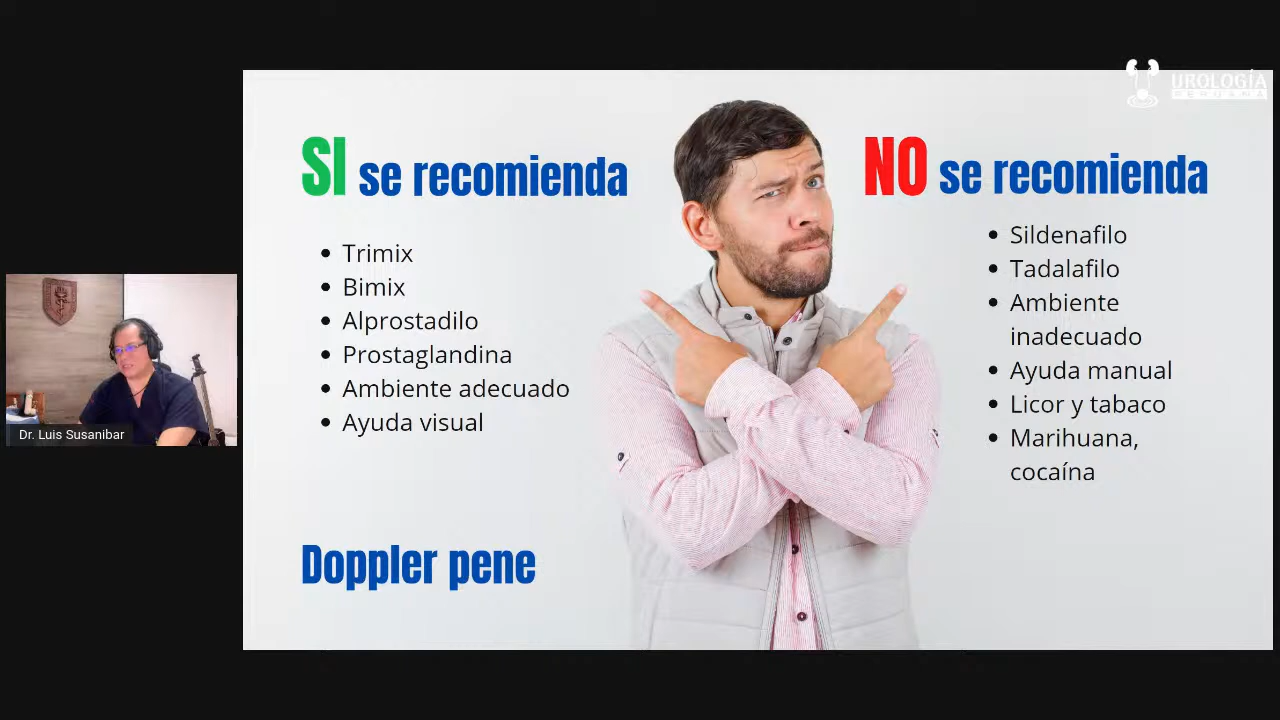 UROLOGÍA
PERUANA
SI se recomienda
• Trimix
• Bimix
• Alprostadilo
• Prostaglandina
• Ambiente adecuado
• Ayuda visual
Doppler pene
NO se recomienda
• Sildenafilo
• Tadalafilo
• Ambiente
inadecuado
• Ayuda manual
• Licor y tabaco
• Marihuana,
cocaína
Dr. Luis Susanibar